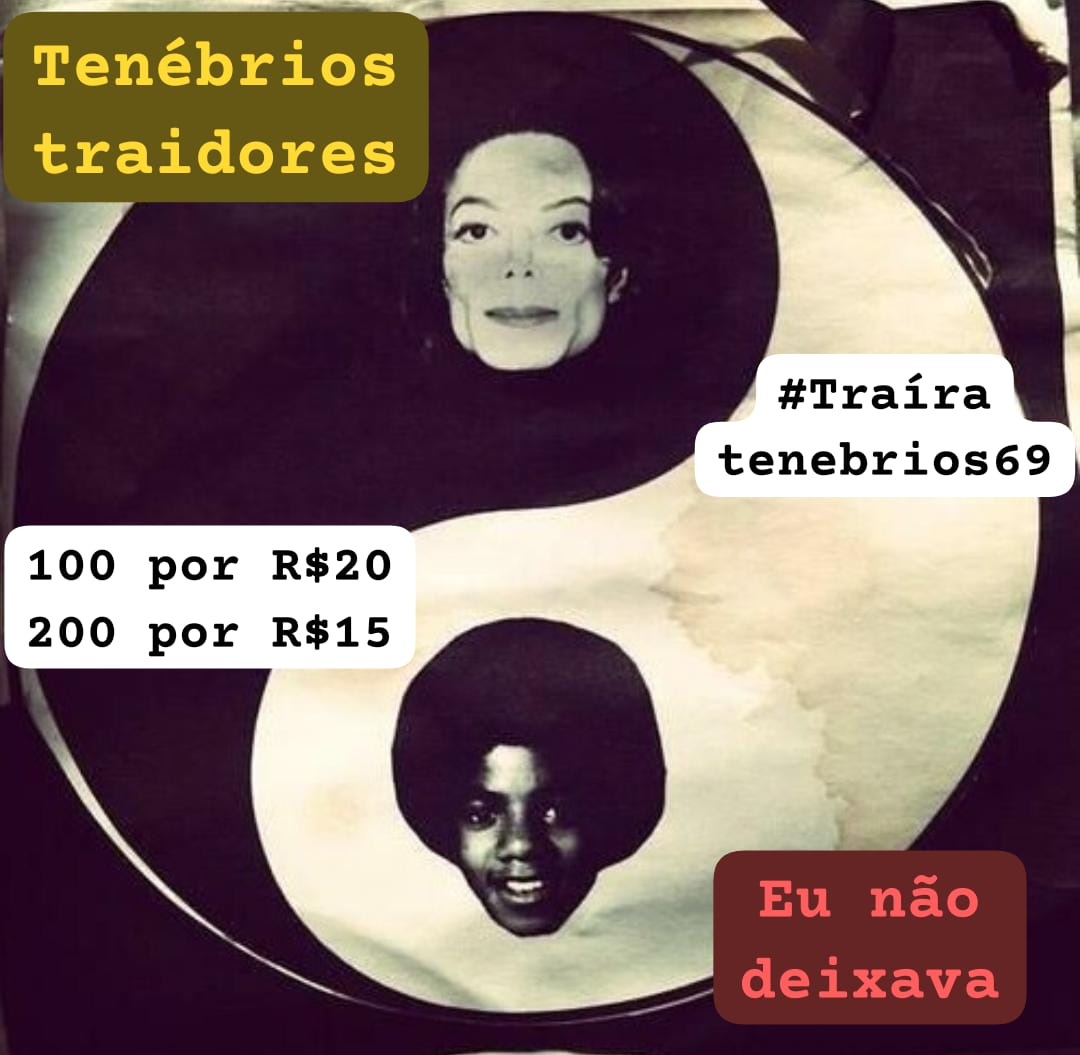 Tenébrios
traidores
#Traíra
tenebrios69
100 por R$20
200 por R$15
Eu não
deixava